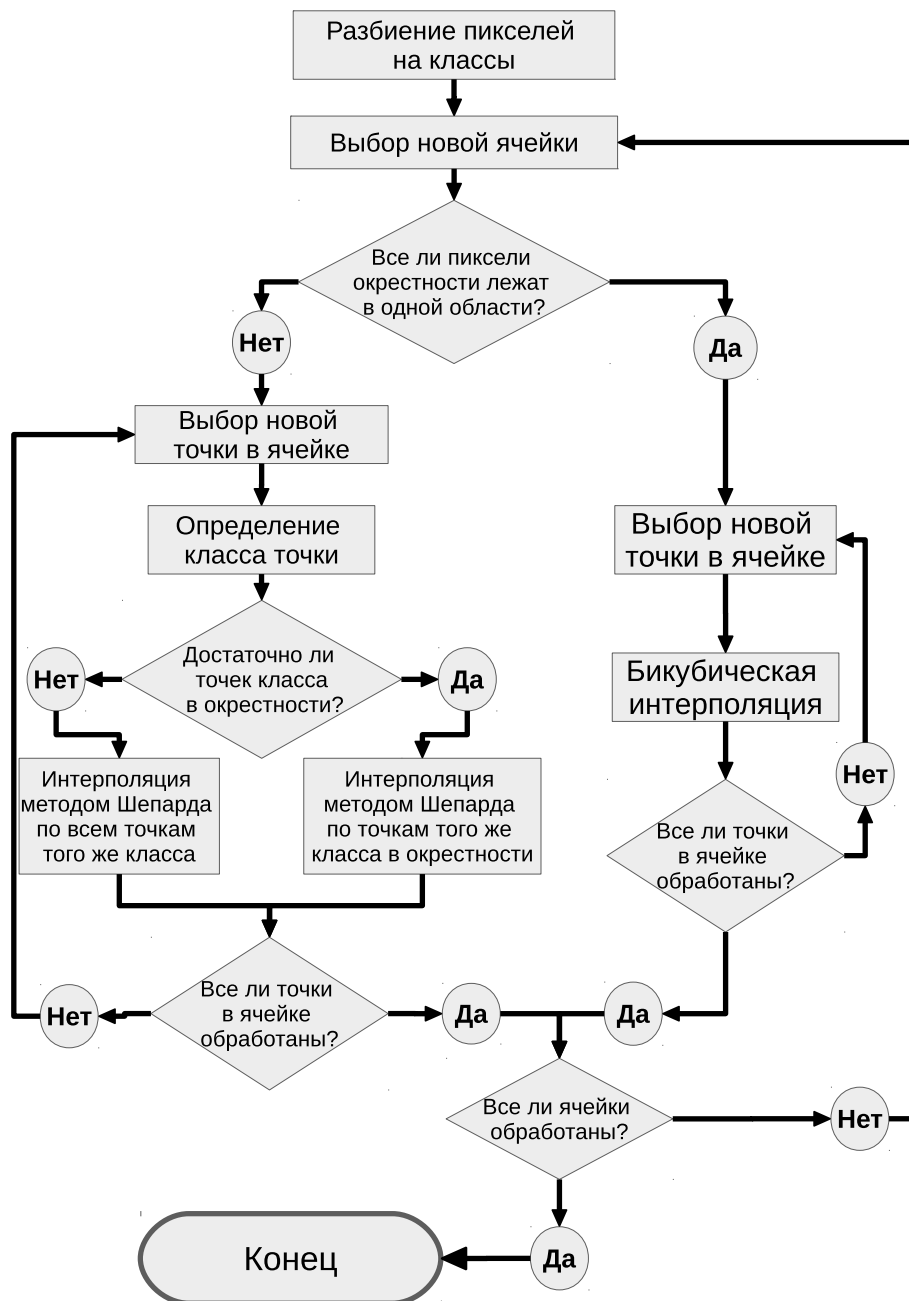 Разбиение пикселей
на классы
Выбор новой ячейки
Все ли пиксели
окрестности лежат
в одной области?
Нет
Да
Выбор новой
точки в ячейке
Определение
класса точки
Выбор новой
точки в ячейке
Достаточно ли
точек класса
в окрестности?
Нет
Да
Бикубическая
интерполяция
Интерполяция
методом Шепарда
по всем точкам
того же класса
Интерполяция
методом Шепарда
по точкам того же
класса в окрестности
Нет
Все ли точки
в ячейке
обработаны?
Все ли точки
в ячейке
обработаны?
Нет
Да
Да
Все ли ячейки
обработаны?
Нет
Да
Конец